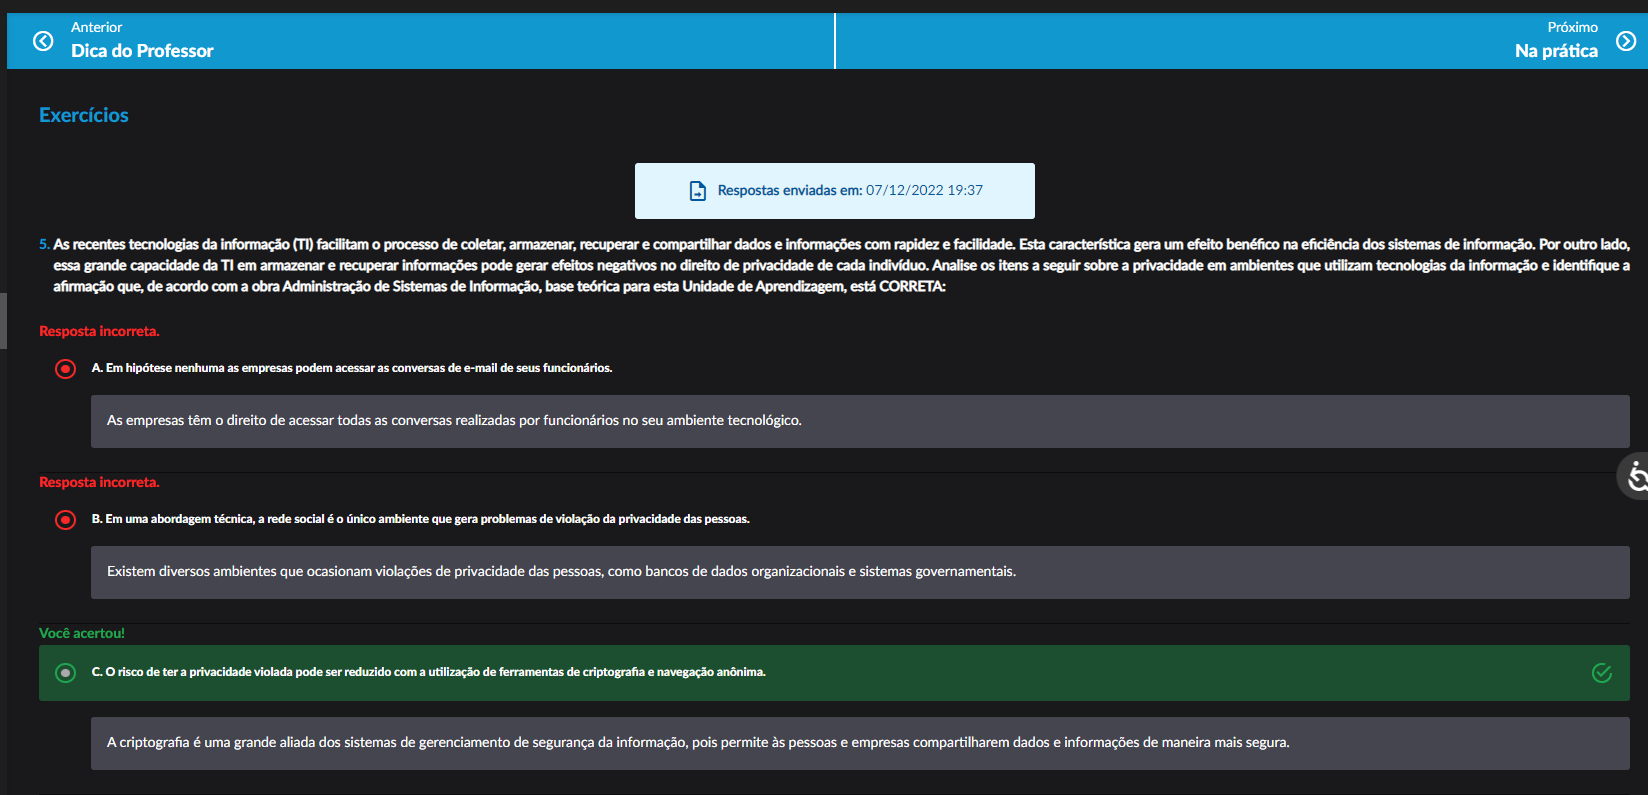 Anterior
Dica do Professor
Próximo
Na prática
Exercícios
Respostas enviadas em: 07/12/2022 19:37
5. As recentes tecnologias da informação (TI) facilitam o processo de coletar, armazenar, recuperar e compartilhar dados e informações com rapidez e facilidade. Esta característica gera um efeito benéfico na eficiência dos sistemas de informação. Por outro lado,
essa grande capacidade da TI em armazenar e recuperar informações pode gerar efeitos negativos no direito de privacidade de cada indivíduo. Analise os itens a seguir sobre a privacidade em ambientes que utilizam tecnologias da informação e identifique a
afirmação que, de acordo com a obra Administração de Sistemas de Informação, base teórica para esta Unidade de Aprendizagem, está CORRETA:
Resposta incorreta.
A. Em hipótese nenhuma as empresas podem acessar as conversas de e-mail de seus funcionários.
As empresas têm o direito de acessar todas as conversas realizadas por funcionários no seu ambiente tecnológico.
Resposta incorreta.
B. Em uma abordagem técnica, a rede social é o único ambiente que gera problemas de violação da privacidade das pessoas.
Existem diversos ambientes que ocasionam violações de privacidade das pessoas, como bancos de dados organizacionais e sistemas governamentais.
Você acertou!
C. O risco de ter a privacidade violada pode ser reduzido com a utilização de ferramentas de criptografia e navegação anônima.
A criptografia é uma grande aliada dos sistemas de gerenciamento de segurança da informação, pois permite às pessoas e empresas compartilharem dados e informações de maneira mais segura.